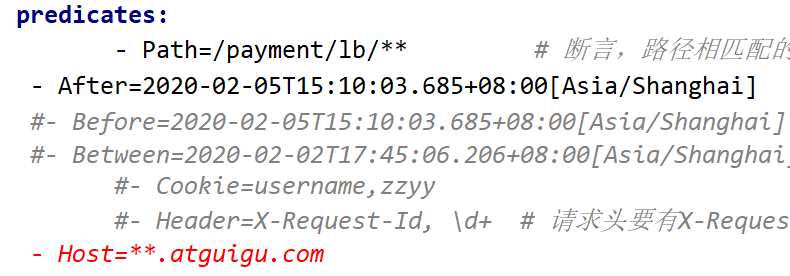 predicates:
- Path=/payment/lb/** # 断言，路径相匹配的
- After=2020-02-05T15:10:03.685+08:00[Asia/Shanghai]
#- Before=2020-02-05T15:10:03.685+08:00[Asia/Shanghai]
#- Between=2020-02-02T17:45:06.206+08:00[Asia/Shanghai]
#- Cookie=username,zzyy
#- Header=X-Request-Id, \d+ # 请求头要有X-Reques
- Host=**.atguigu.com